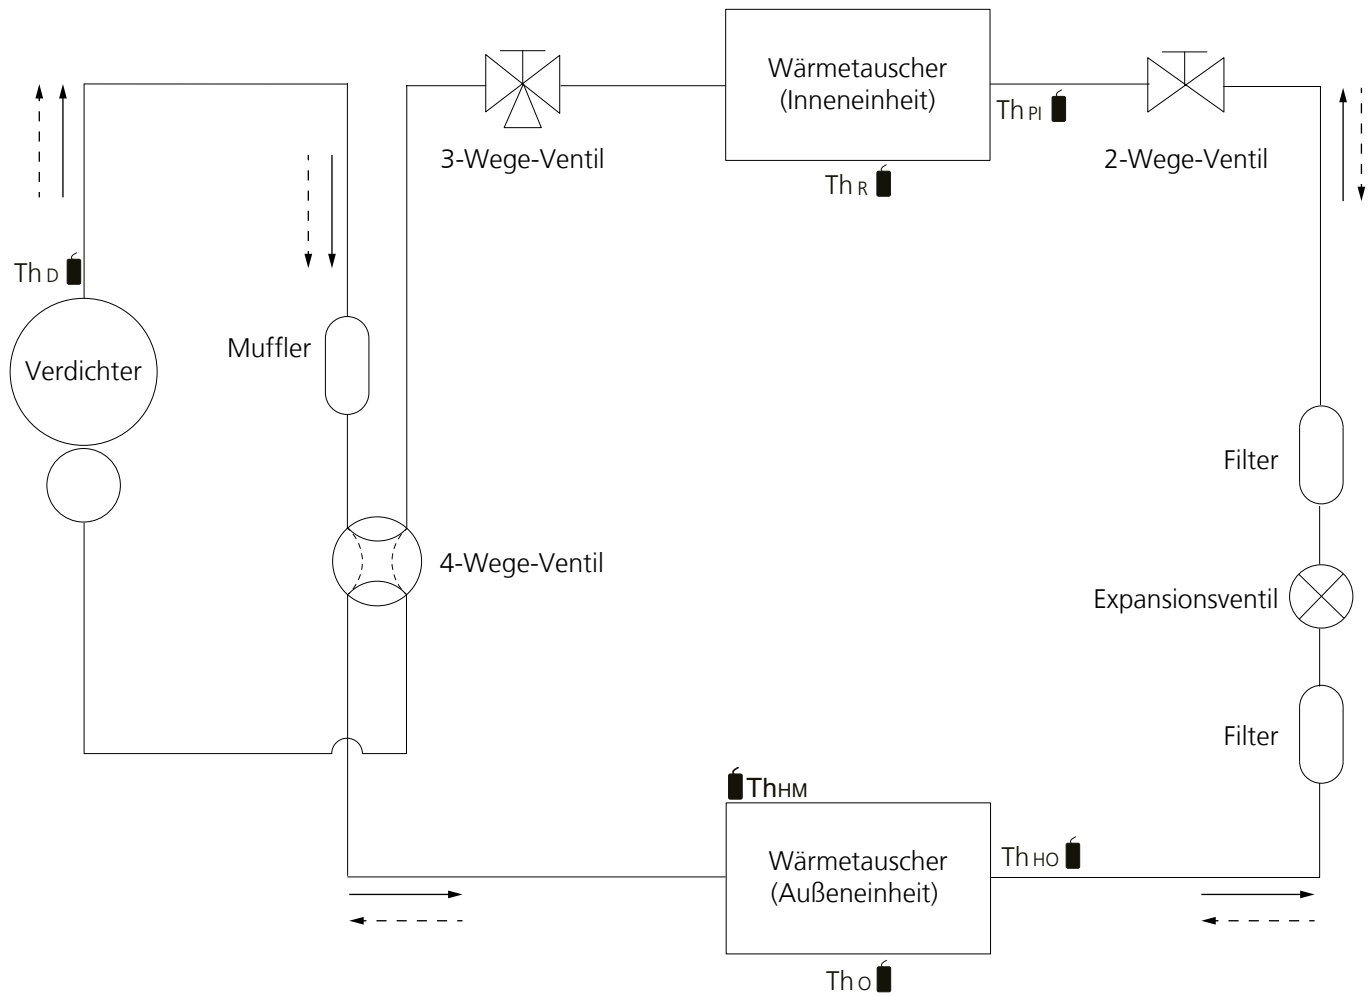 Wärmetauscher
(Inneneinheit)
Th PI
3-Wege-Ventil
2-Wege-Ventil
Th R
Th D
Muffler
Verdichter
Filter
4-Wege-Ventil
Expansionsventil
Filter
ThHM
Th HO
Wärmetauscher
(Außeneinheit)
Th O